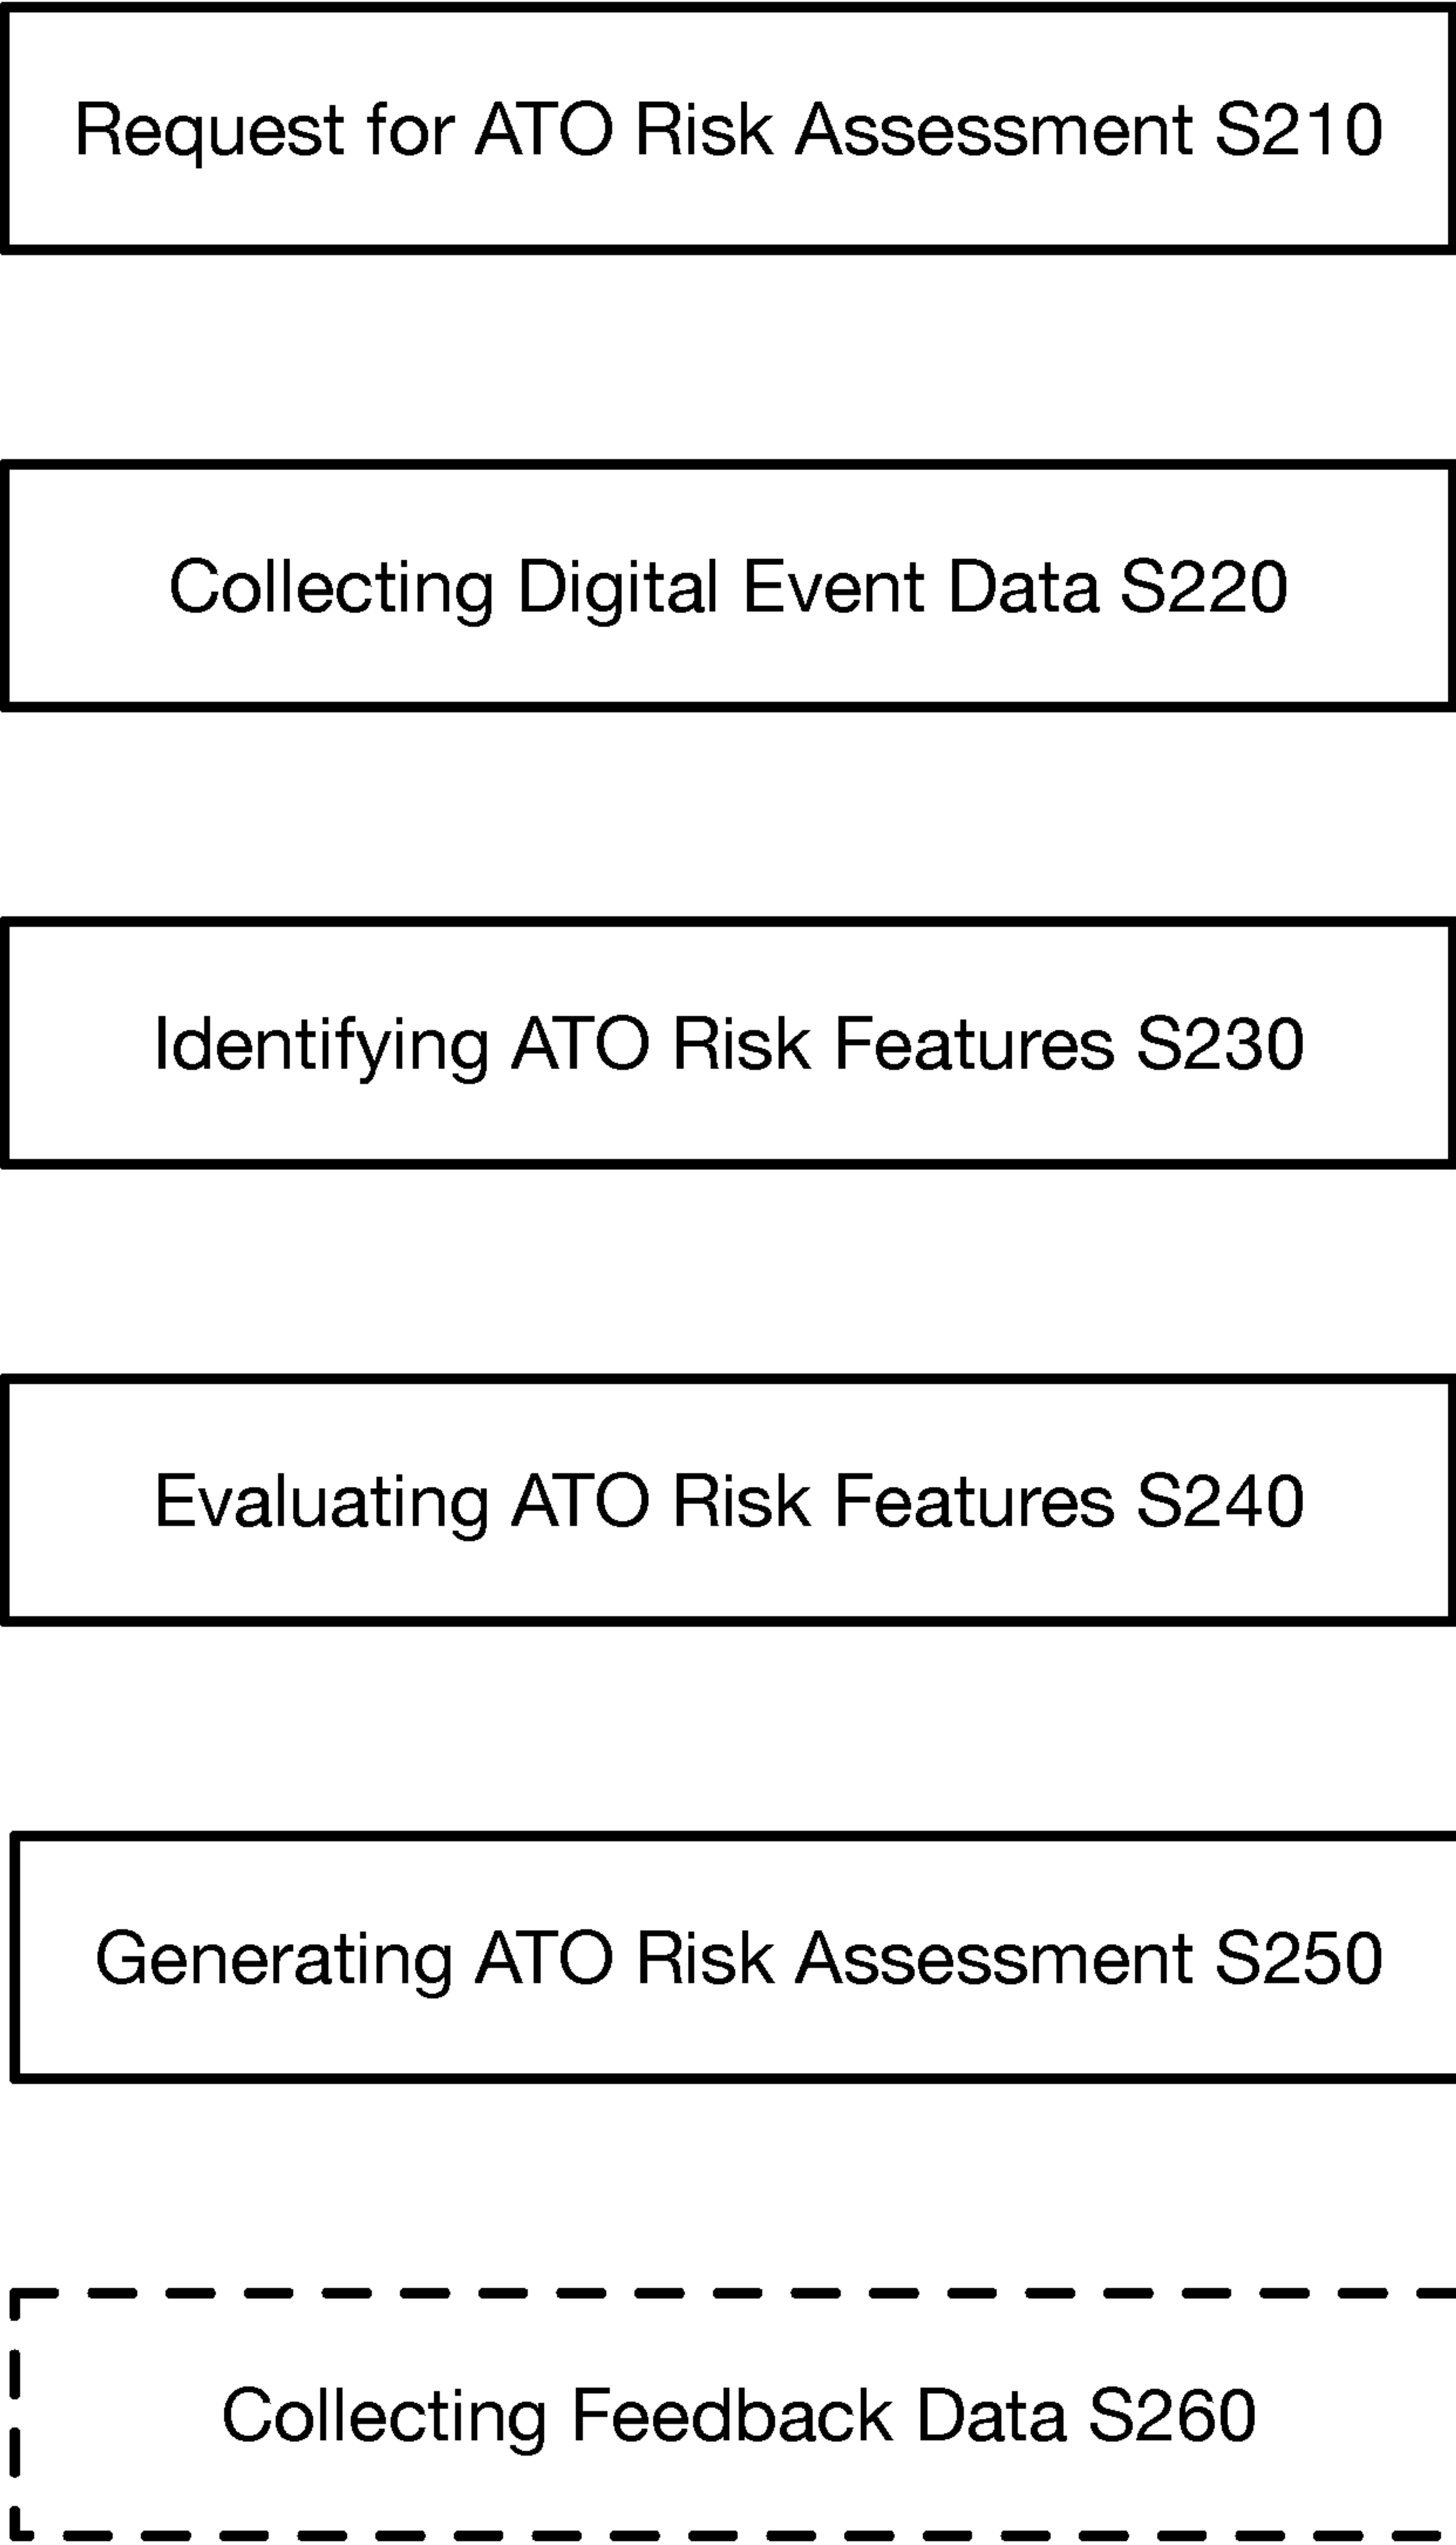 Request for ATO Risk Assessment S210
Collecting Digital Event Data S220
Identifying ATO Risk Features S230
Evaluating ATO Risk Features S240
Generating ATO Risk Assessment S250
Collecting Feedback Data S260